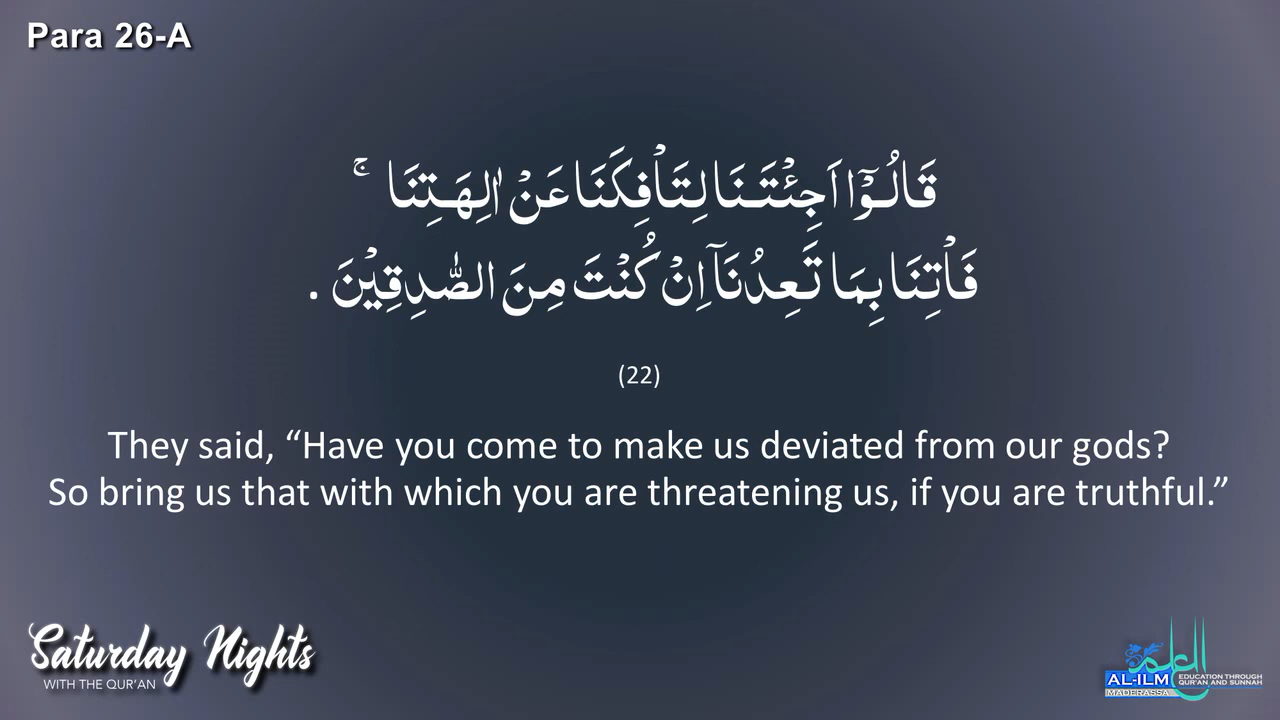 Para 26-A
قَالُوْٓا اَجِئْتَنَا لِتَاْفِكَنَا عَنْ اٰلِهَتِنَا ۚ
فَاْتِنَا بِمَا تَعِدُنَآ اِنْ كُنْتَ مِنَ الصّٰدِقِيْنَ .
(22)
They said, “Have you come to make us deviated from our gods?
So bring us that with which you are threatening us, if you are truthful.”
Saturday Nights
WITH THE QUR’AN
العلم
AL-ILM
MADERASSA
EDUCATION THROUGH
QUR’AN AND SUNNAH